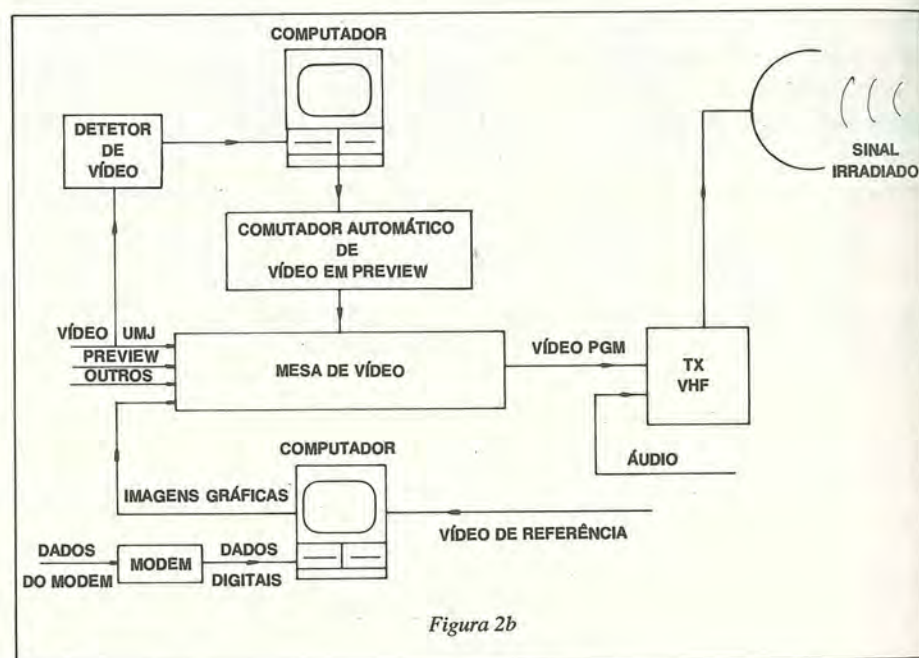 COMPUTADOR
DETETOR
DE
VÍDEO
SINAL
IRRADIADO
COMUTADOR AUTOMÁTICO
DE
VÍDEO EM PREVIEW
VÍDEO UMJ
PREVIEW
OUTROS
MESA DE VÍDEO
VÍDEO PGM
TX
VHF
COMPUTADOR
ÁUDIO
IMAGENS GRÁFICAS
VÍDEO DE REFERÊNCIA
DADOS
DO MODEM
MODEM
DADOS
DIGITAIS
Figura 2b